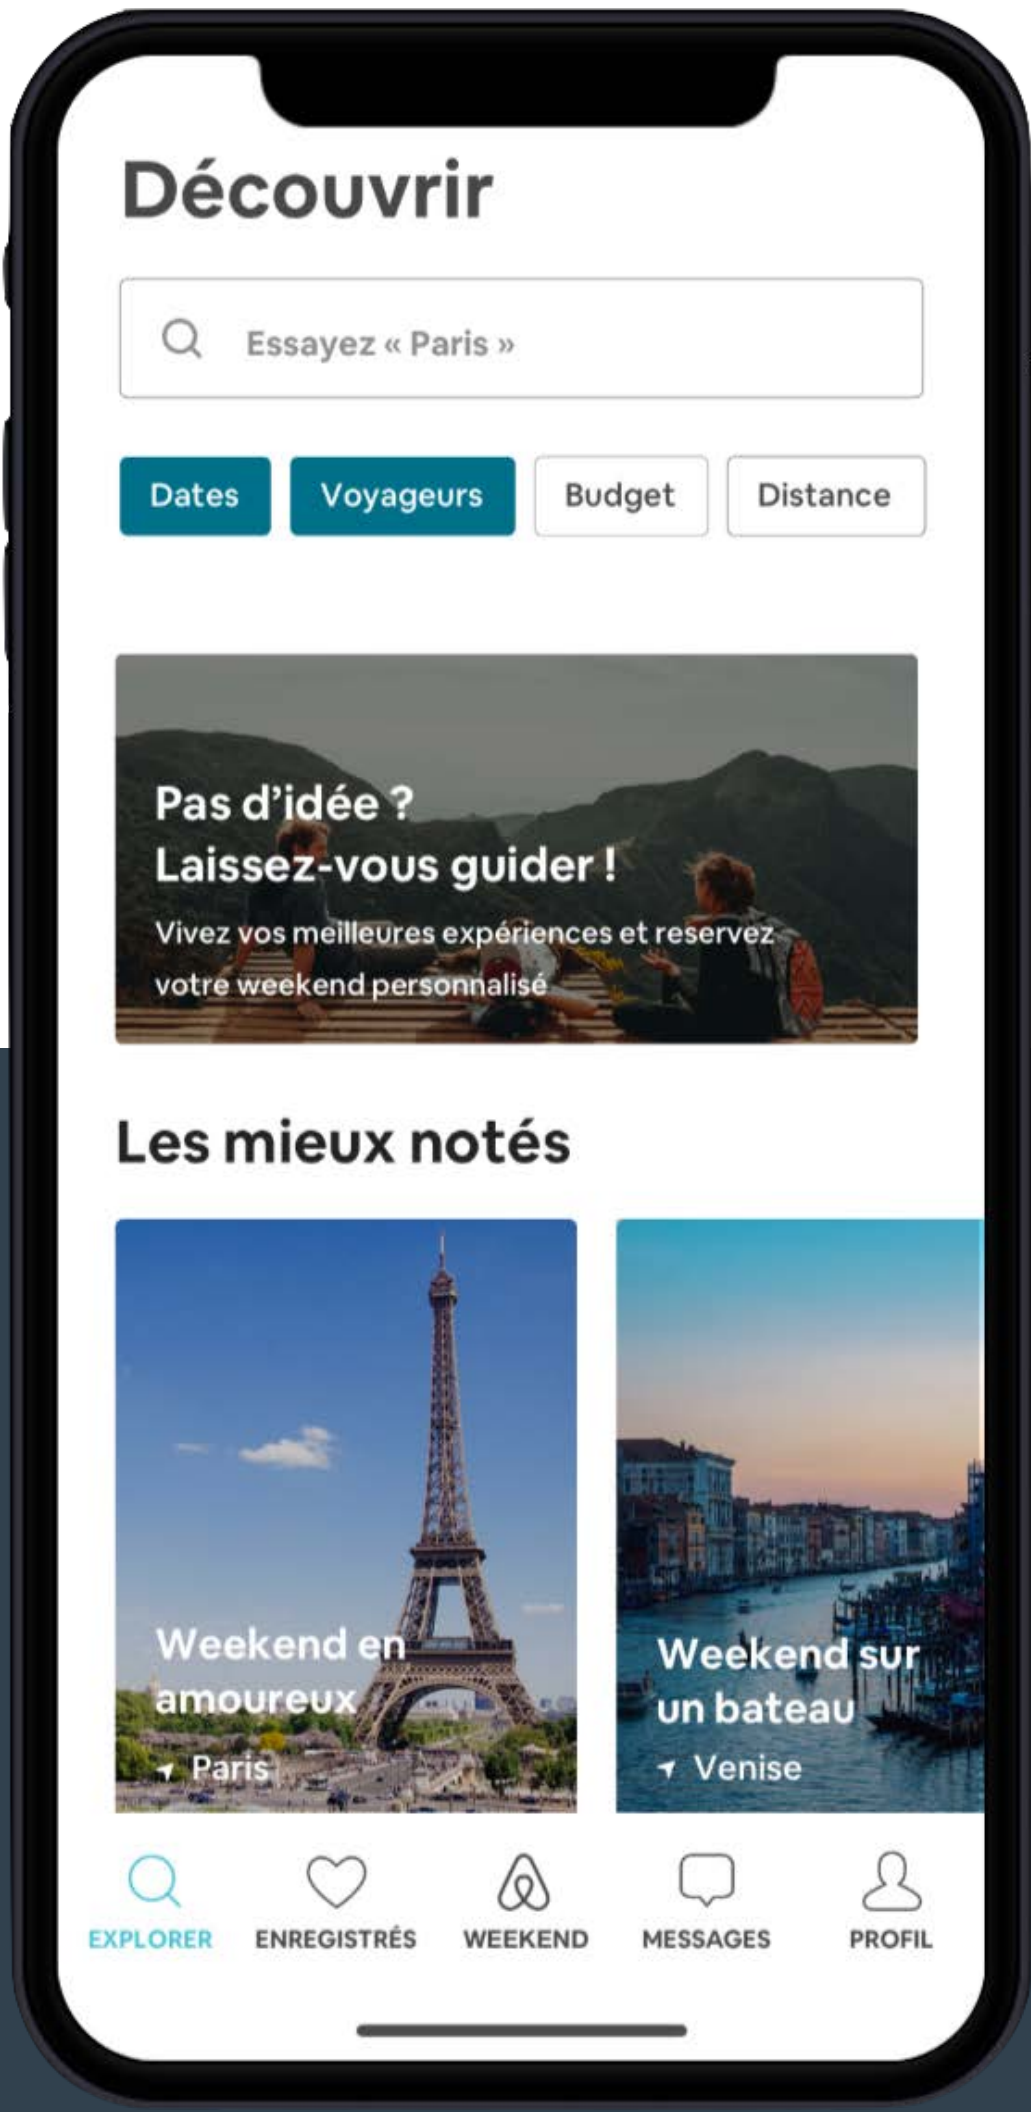 Découvrir
Essayez « Paris »
Dates Voyageurs Budget Distance
Pas d’idée ?
Laissez-vous guider !
Vivez vos meilleures expériences et reservez
votre weekend personnalisé
Les mieux notés
Weekend en
amoureux
Paris
Weekend sur
un bateau
Venise
EXPLORER ENREGISTRÉS WEEKEND MESSAGES PROFIL